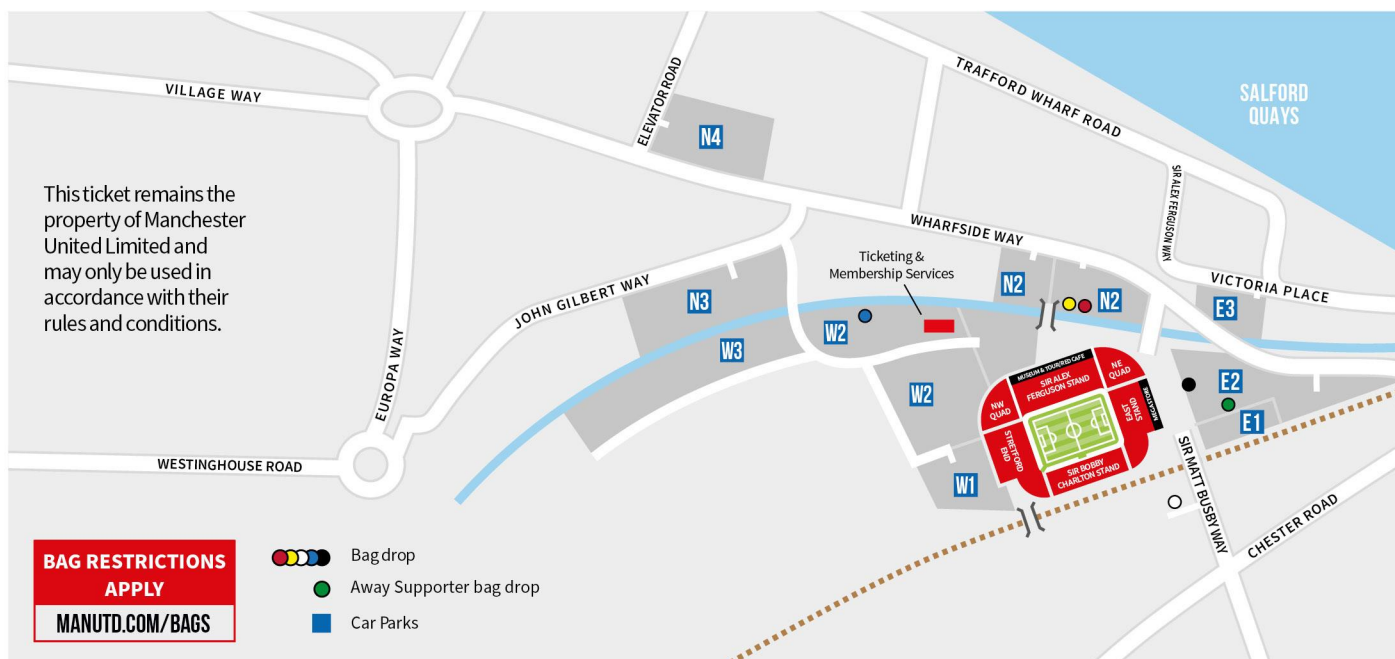 VILLAGE WAY
ELEVATOR ROAD
N4
TRAFFORD WHARF ROAD
SALFORD
QUAYS
SIR ALEX FERGUSON WAY
This ticket remains the
property of Manchester
United Limited and
may only be used in
accordance with their
rules and conditions.
WHARFSIDE WAY
Ticketing &
Membership Services
VICTORIA PLACE
JOHN GILBERT WAY
N3
N2
N2
E3
W2
W3
EUROPA WAY
MUSEUM & TOUR/RED CAFE
SIR ALEX
FERGUSON STAND
NE
QUAD
W2
NW
QUAD
EAST
STAND
MEGASTORE
E2
E1
STRETFORD
END
SIR BOBBY
CHARLTON STAND
W1
SIR MATT BUSBY WAY
CHESTER ROAD
WESTINGHOUSE ROAD
BAG RESTRICTIONS
APPLY
MANUTD.COM/BAGS
Bag drop
Away Supporter bag drop
Car Parks